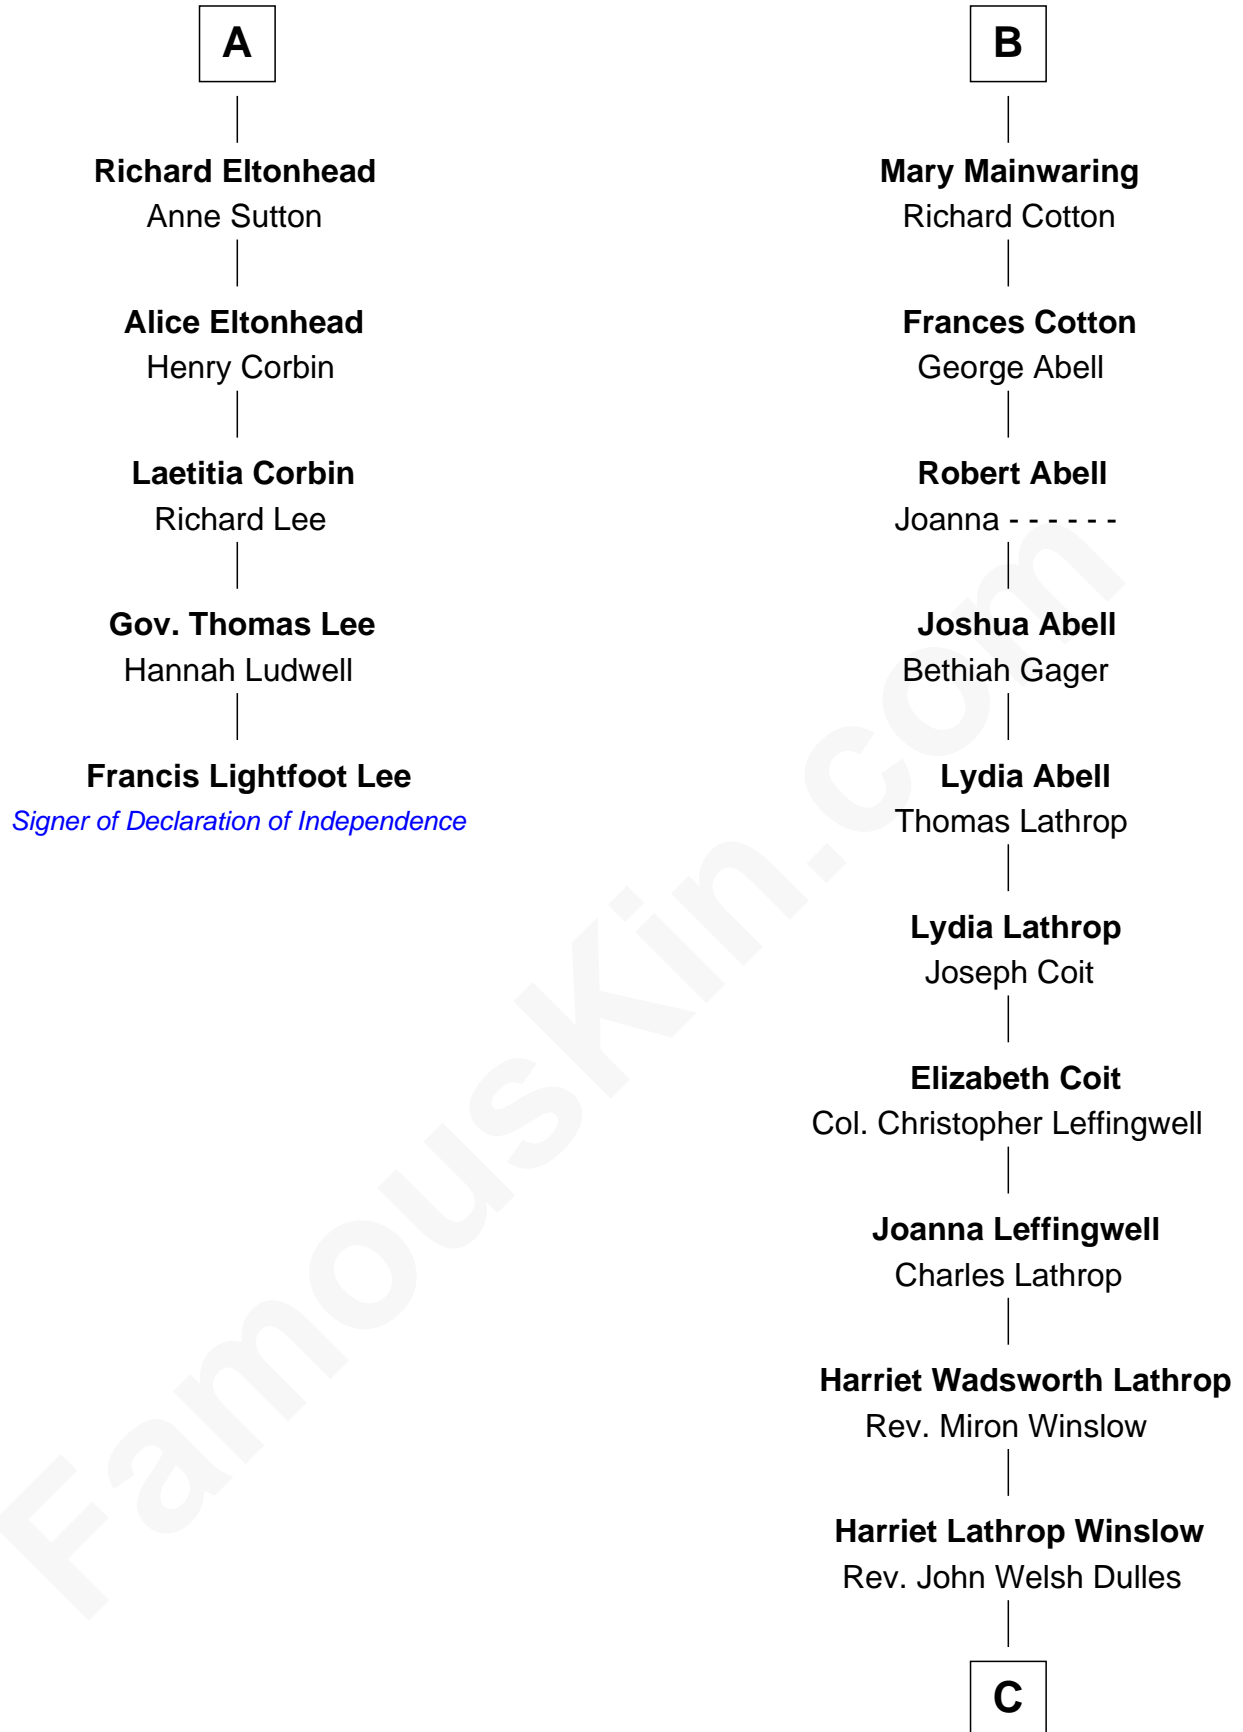 A
Richard Eltonhead
Anne Sutton
Alice Eltonhead
Henry Corbin
Laetitia Corbin
Richard Lee
Gov. Thomas Lee
Hannah Ludwell
Francis Lightfoot Lee
Signer of Declaration of Independence
B
Mary Mainwaring
Richard Cotton
Frances Cotton
George Abell
Robert Abell
Joanna - - - - - -
Joshua Abell
Bethiah Gager
Lydia Abell
Thomas Lathrop
Lydia Lathrop
Joseph Coit
Elizabeth Coit
Col. Christopher Leffingwell
Joanna Leffingwell
Charles Lathrop
Harriet Wadsworth Lathrop
Rev. Miron Winslow
Harriet Lathrop Winslow
Rev. John Welsh Dulles
C
FamousKin.com